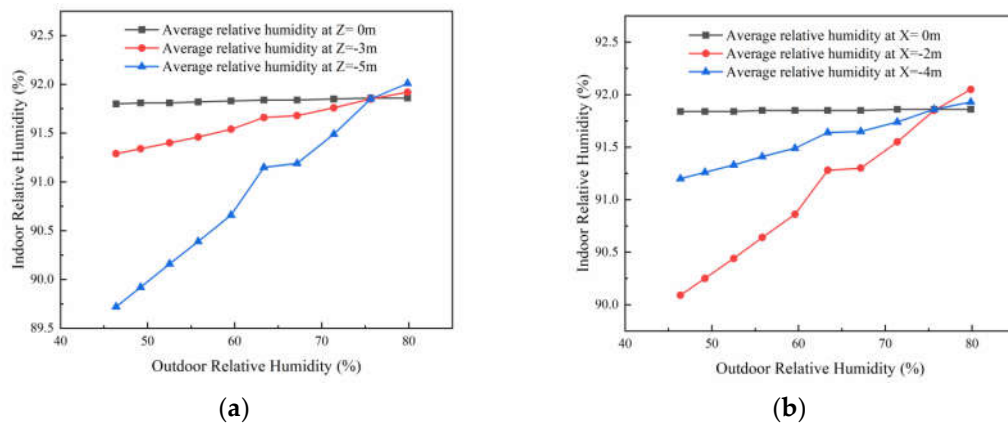 92.5
92.0
91.5
91.0
90.5
90.0
89.5
Indoor Relative Humidity (%)
Average relative humidity at Z= 0m
Average relative humidity at Z=-3m
Average relative humidity at Z=-5m
40 50 60 70 80
Outdoor Relative Humidity (%)
(a)
92.5
92.0
91.5
91.0
90.5
90.0
Indoor Relative Humidity (%)
Average relative humidity at X= 0m
Average relative humidity at X=-2m
Average relative humidity at X=-4m
40 50 60 70 80
Outdoor Relative Humidity (%)
(b)